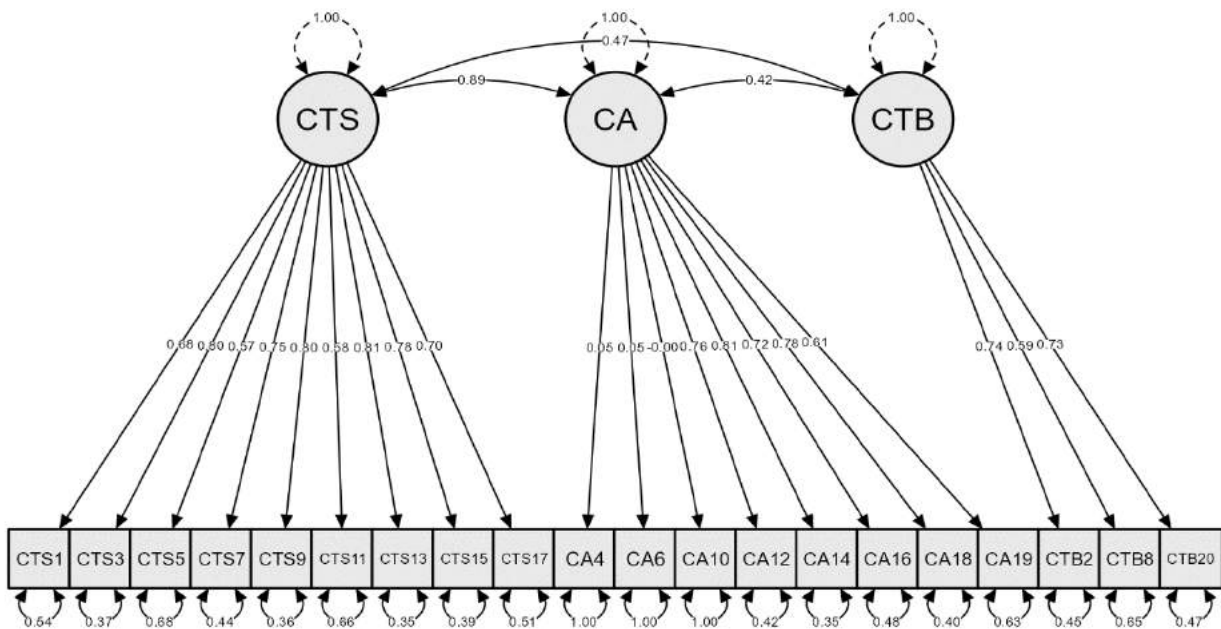 1.00 1.00 1.00
0.47
0.89 0.42
CTS CA CTB
0.68 0.80 0.57 0.75 0.80 0.58 0.81 0.78 0.70 0.05 0.05 -0.00 0.76 0.81 0.72 0.78 0.61 0.74 0.59 0.73
CTS1 CTS3 CTS5 CTS7 CTS9 CTS11 CTS13 CTS15 CTS17 CA4 CA6 CA10 CA12 CA14 CA16 CA18 CA19 CTB2 CTB8 CTB20
0.54 0.37 0.68 0.44 0.36 0.66 0.35 0.39 0.51 1.00 1.00 1.00 0.42 0.35 0.48 0.40 0.63 0.45 0.65 0.47